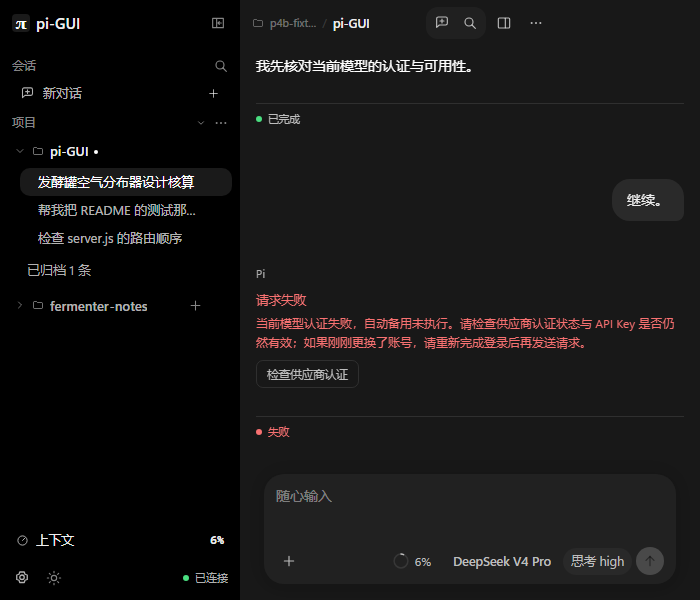 π pi-GUI
会话
新对话
项目
pi-GUI
发酵罐空气分布器设计核算
帮我把 README 的测试那...
检查 server.js 的路由顺序
已归档 1 条
fermenter-notes
上下文 6%
已连接
p4b-fixt... / pi-GUI
我先核对当前模型的认证与可用性。
已完成
继续。
Pi
请求失败
当前模型认证失败，自动备用未执行。请检查供应商认证状态与 API Key 是否仍
然有效；如果刚刚更换了账号，请重新完成登录后再发送请求。
检查供应商认证
失败
随心输入
6% DeepSeek V4 Pro 思考 high